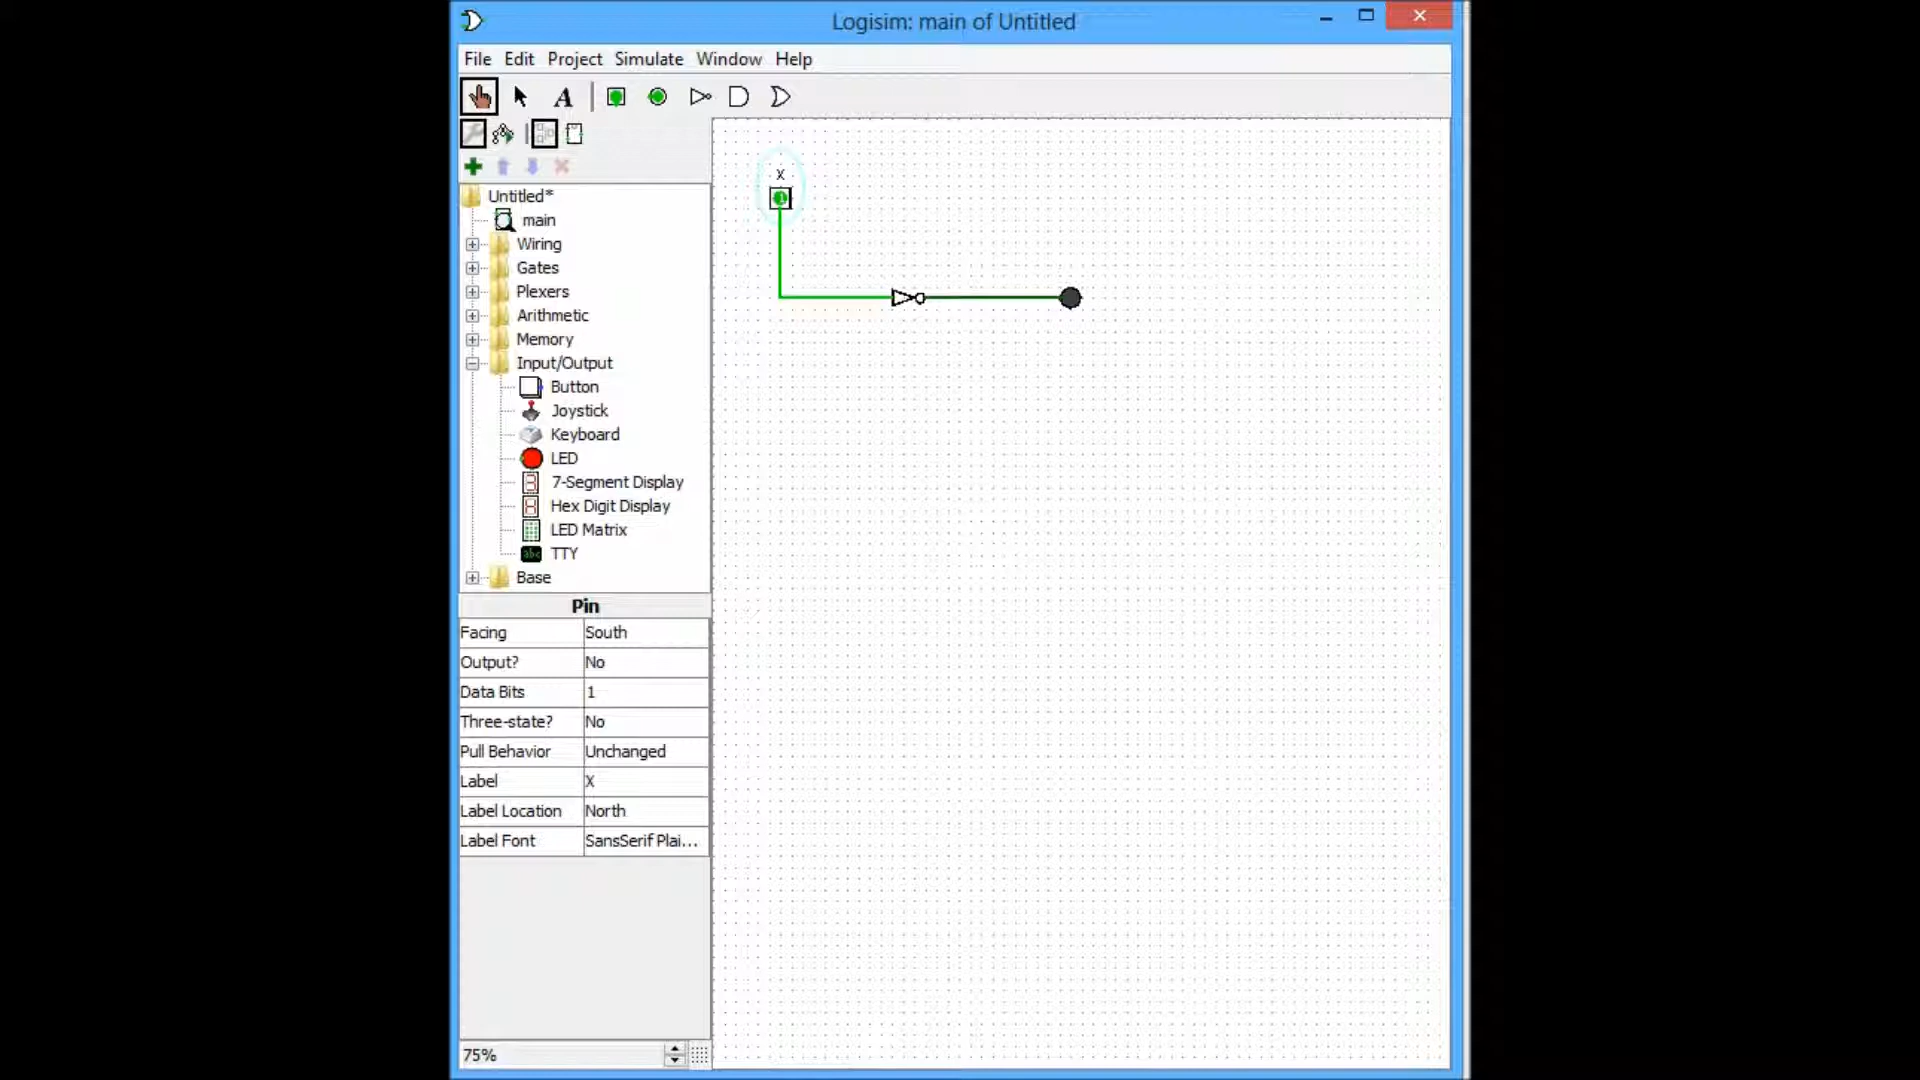 Logisim: main of Untitled
File Edit Project Simulate Window Help
A
Untitled*
main
Wiring
Gates
Plexers
Arithmetic
Memory
Input/Output
Button
Joystick
Keyboard
LED
7-Segment Display
Hex Digit Display
LED Matrix
TTY
Base
Pin
Facing South
Output? No
Data Bits 1
Three-state? No
Pull Behavior Unchanged
Label X
Label Location North
Label Font SansSerif Plai...
75%
X
1